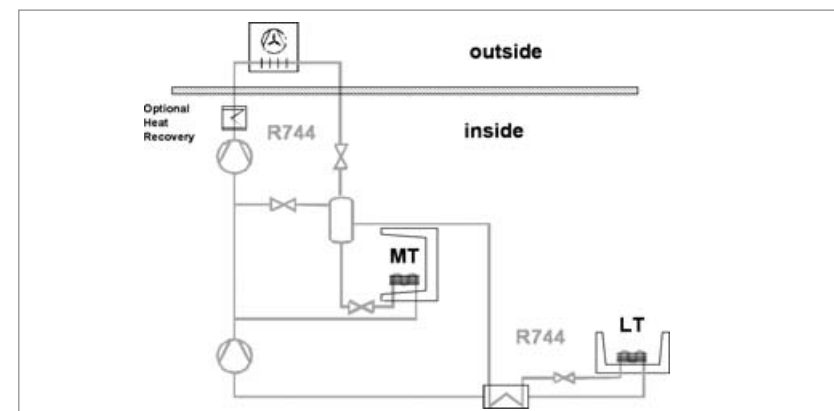 outside
Optional
Heat
Recovery
R744
inside
MT
R744
LT